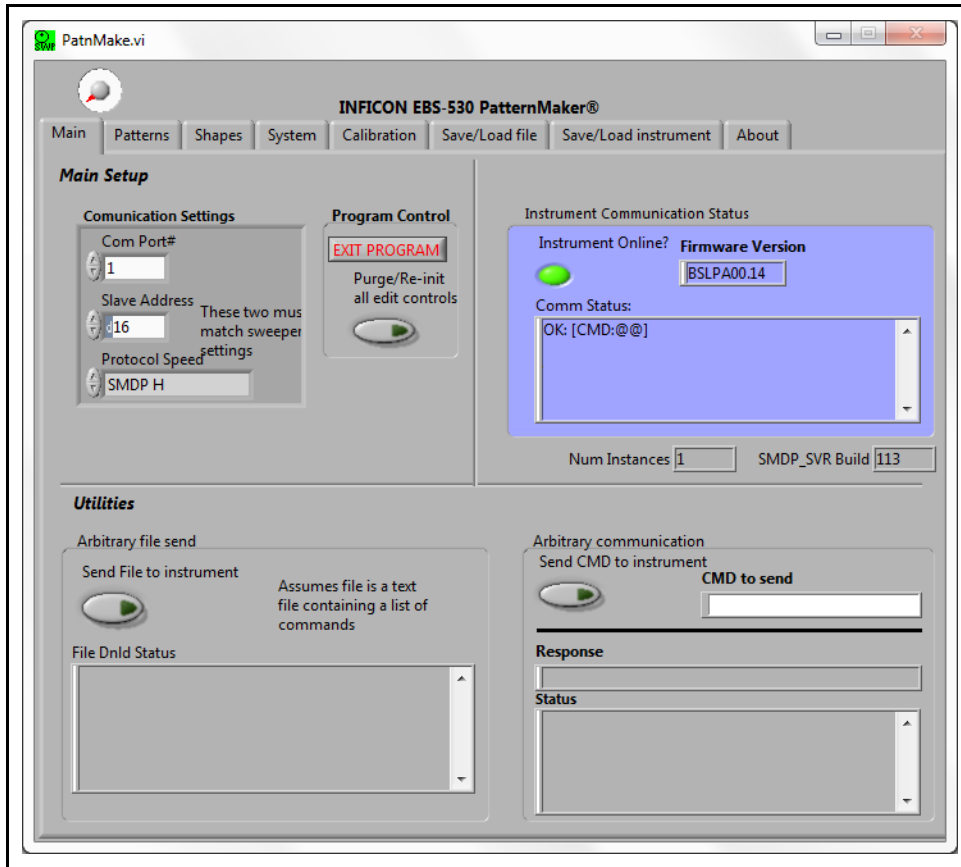 PatnMake.vi
INFICON EBS-530 PatternMaker®
Main Patterns Shapes System Calibration Save/Load file Save/Load instrument About
Main Setup
Comunication Settings
Com Port#
1
Slave Address
d16
These two mus
match sweeper
settings
Protocol Speed
SMDP H
Program Control
EXIT PROGRAM
Purge/Re-init
all edit controls
Instrument Communication Status
Instrument Online?
Firmware Version
BSLPA00.14
Comm Status:
OK: [CMD:@@]
Num Instances 1
SMDP_SVR Build 113
Utilities
Arbitrary file send
Send File to instrument
Assumes file is a text
file containing a list of
commands
File Dnld Status
Arbitrary communication
Send CMD to instrument
CMD to send
Response
Status